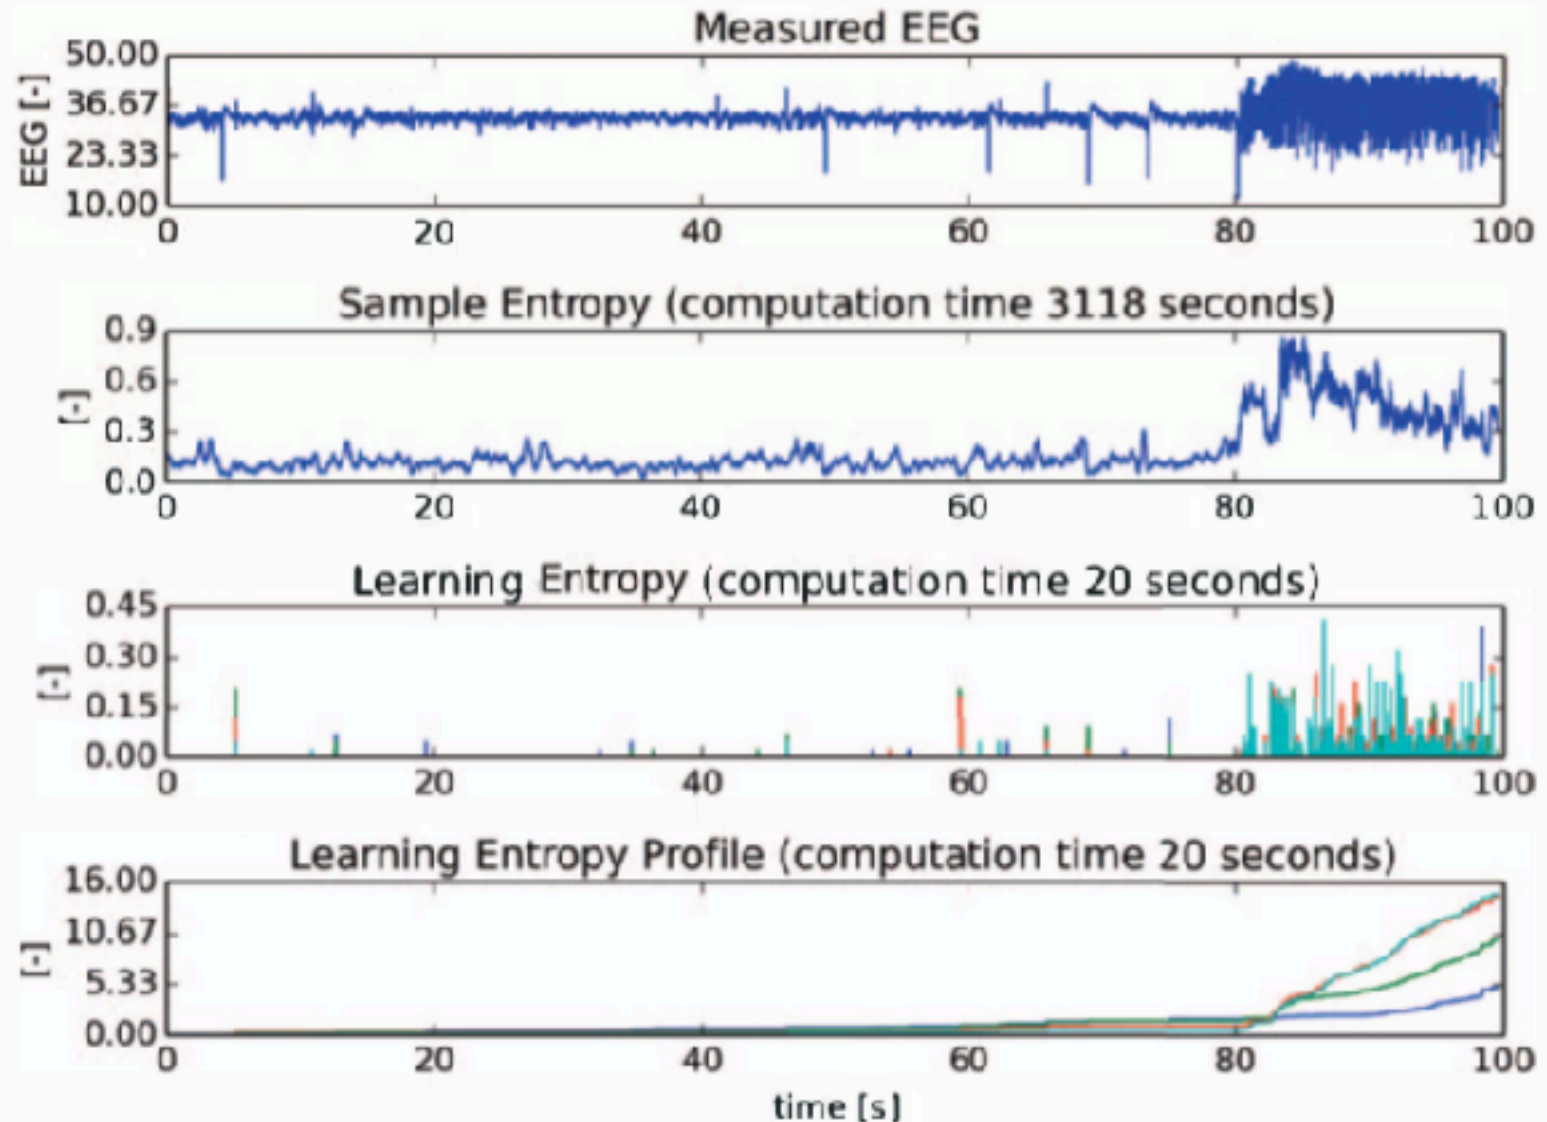 Measured EEG
50.00
36.67
23.33
10.00
EEG [-]
0 20 40 60 80 100
Sample Entropy (computation time 3118 seconds)
0.9
0.6
0.3
0.0
[-]
0 20 40 60 80 100
Learning Entropy (computation time 20 seconds)
0.45
0.30
0.15
0.00
[-]
0 20 40 60 80 100
Learning Entropy Profile (computation time 20 seconds)
16.00
10.67
5.33
0.00
[-]
0 20 40 60 80 100
time [s]